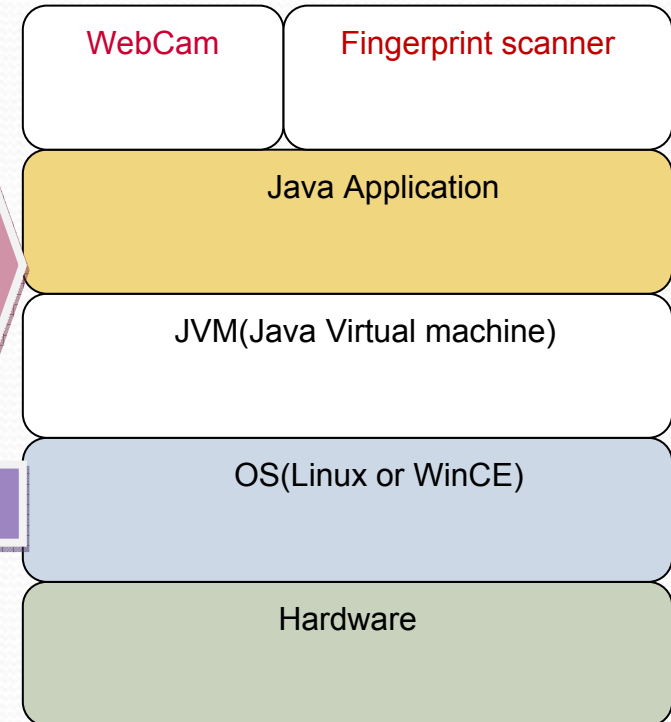 WebCam
Fingerprint scanner
Java Application
JVM(Java Virtual machine)
OS(Linux or WinCE)
Hardware